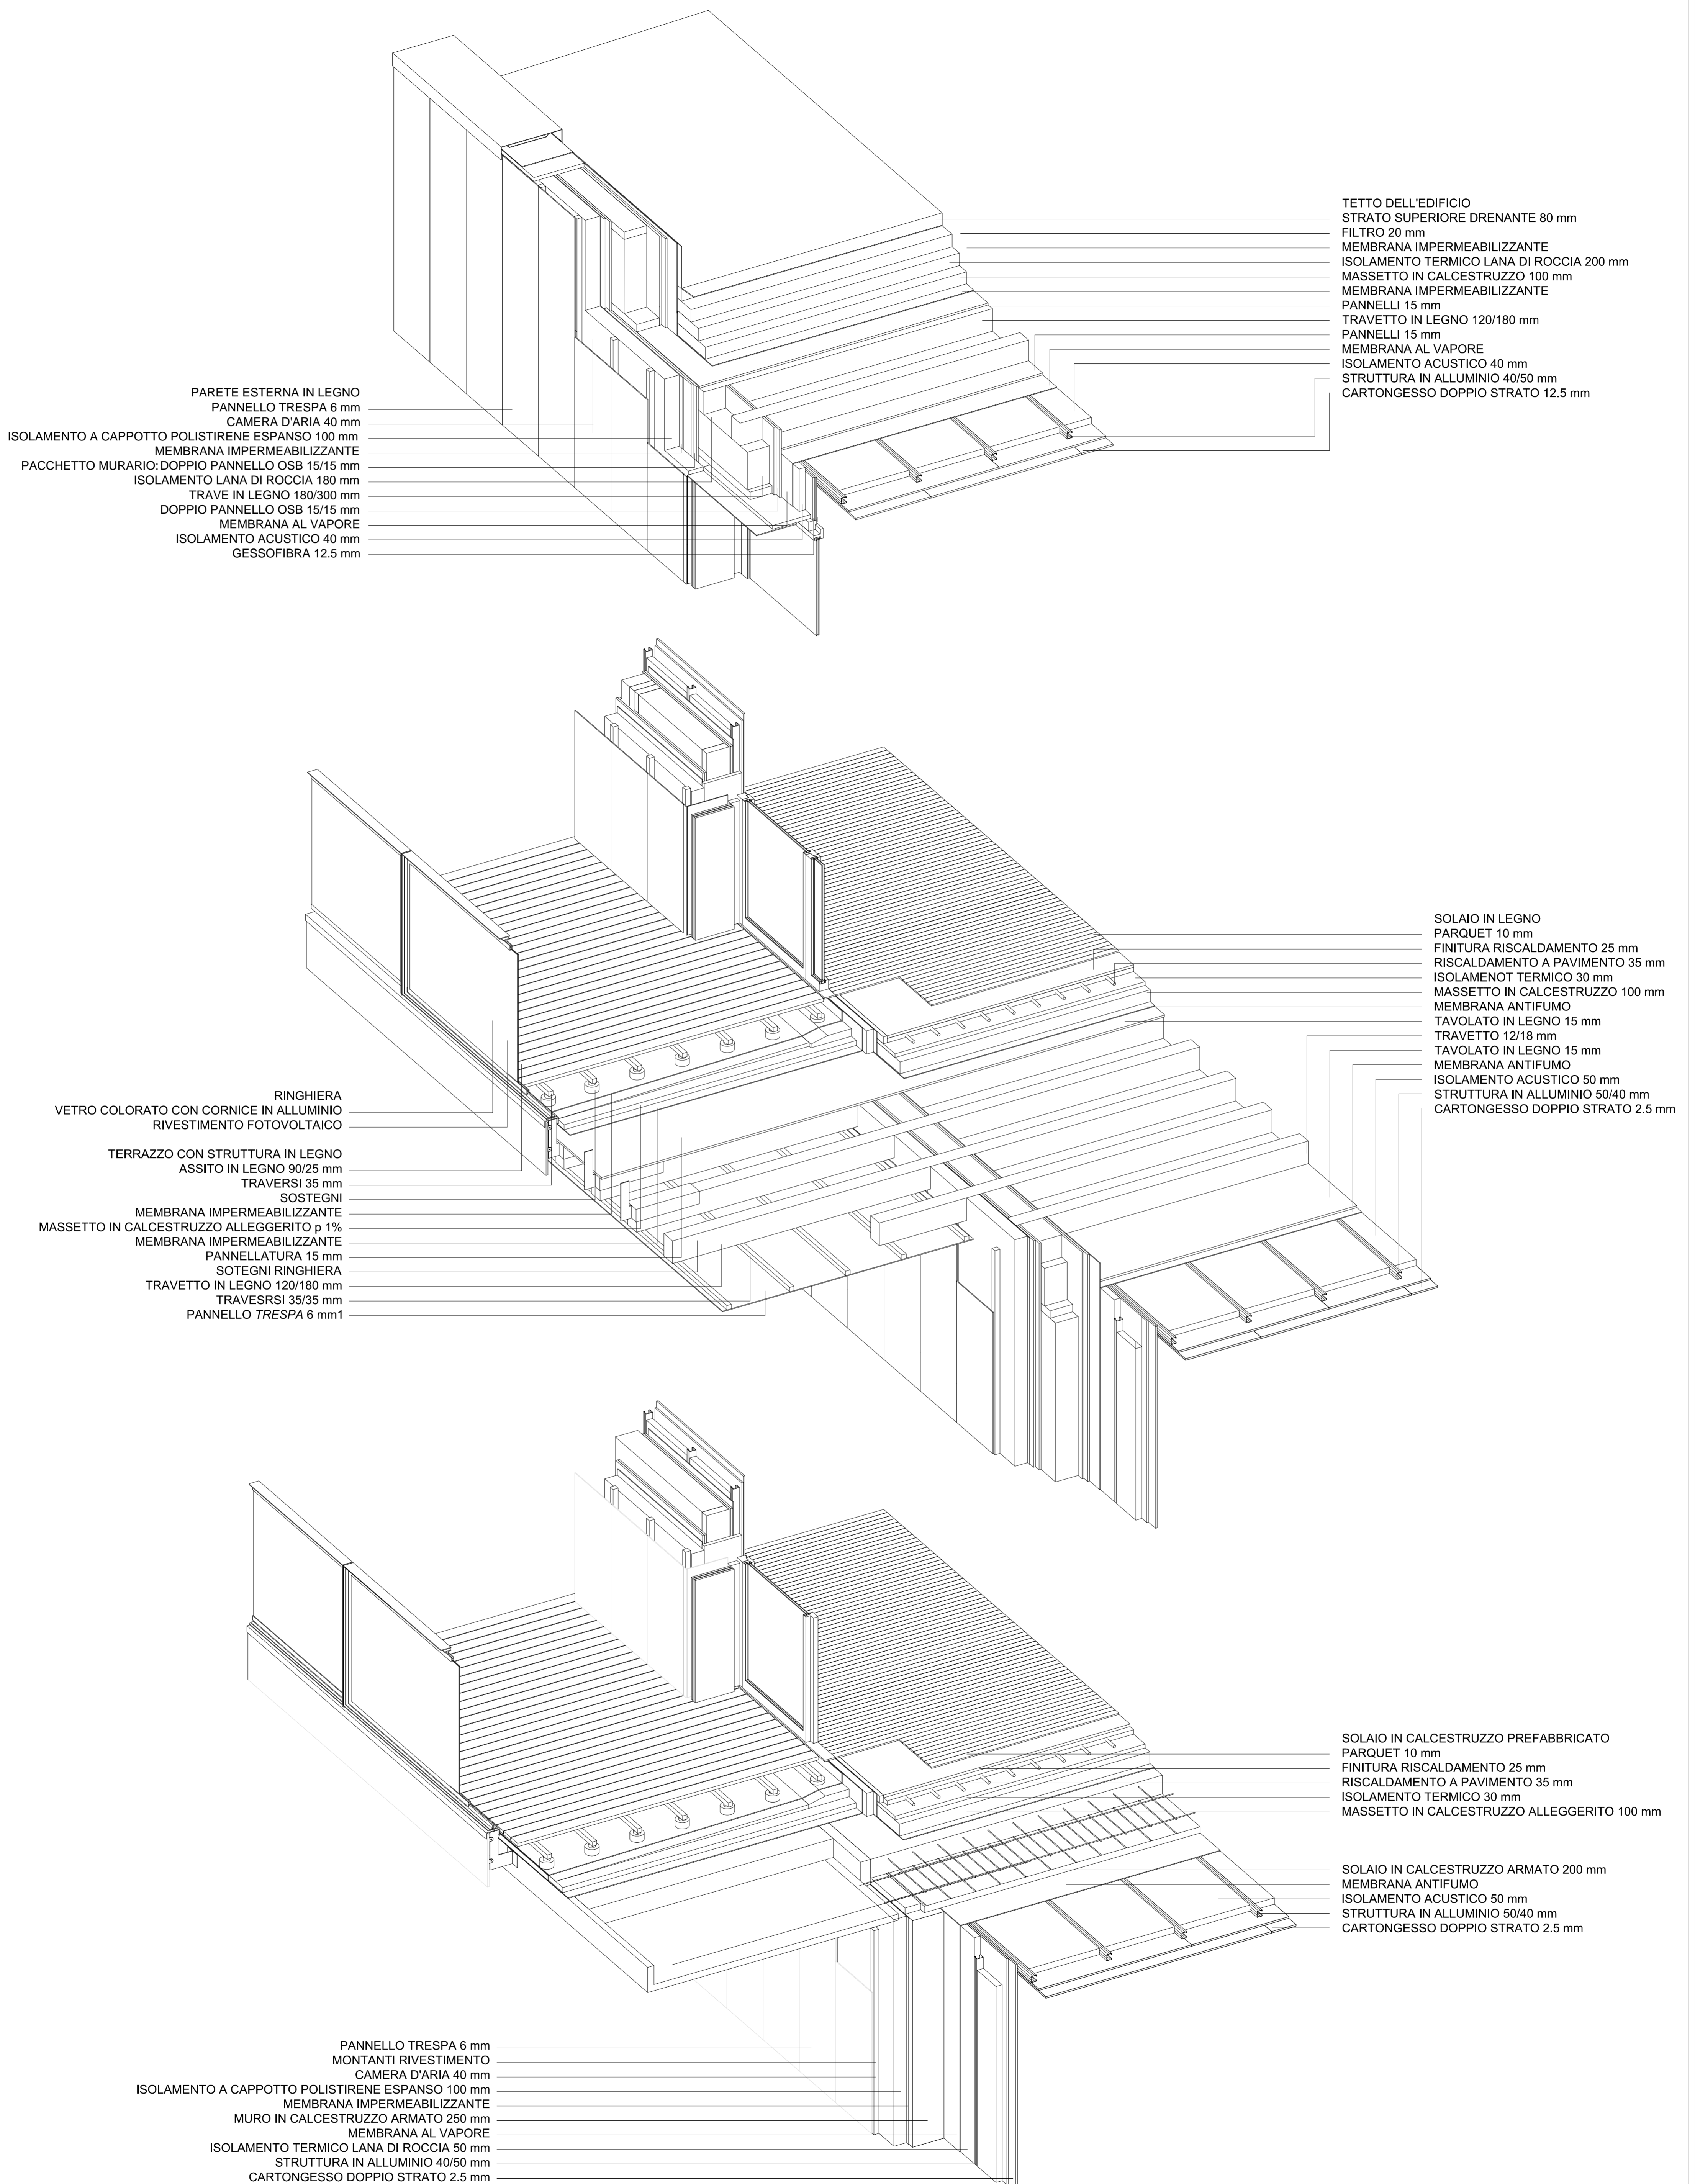 TETTO DELL'EDIFICIO
STRATO SUPERIORE DRENANTE 80 mm
FILTRO 20 mm
MEMBRANA IMPERMEABILIZZANTE
ISOLAMENTO TERMICO LANA DI ROCCIA 200 mm
MASSETTO IN CALCESTRUZZO 100 mm
MEMBRANA IMPERMEABILIZZANTE
PANNELLI 15 mm
TRAVETTO IN LEGNO 120/180 mm
PANNELLI 15 mm
MEMBRANA AL VAPORE
ISOLAMENTO ACUSTICO 40 mm
STRUTTURA IN ALLUMINIO 40/50 mm
CARTONGESSO DOPPIO STRATO 12.5 mm
PARETE ESTERNA IN LEGNO
PANNELLO TRESPA 6 mm
CAMERA D'ARIA 40 mm
ISOLAMENTO A CAPPOTTO POLISTIRENE ESPANSO 100 mm
MEMBRANA IMPERMEABILIZZANTE
PACCHETTO MURARIO: DOPPIO PANNELLO OSB 15/15 mm
ISOLAMENTO LANA DI ROCCIA 180 mm
TRAVE IN LEGNO 180/300 mm
DOPPIO PANNELLO OSB 15/15 mm
MEMBRANA AL VAPORE
ISOLAMENTO ACUSTICO 40 mm
GESSOFIBRA 12.5 mm
SOLAIO IN LEGNO
PARQUET 10 mm
FINITURA RISCALDAMENTO 25 mm
RISCALDAMENTO A PAVIMENTO 35 mm
ISOLAMENOT TERMICO 30 mm
MASSETTO IN CALCESTRUZZO 100 mm
MEMBRANA ANTIFUMO
TAVOLATO IN LEGNO 15 mm
TRAVETTO 12/18 mm
TAVOLATO IN LEGNO 15 mm
MEMBRANA ANTIFUMO
ISOLAMENTO ACUSTICO 50 mm
STRUTTURA IN ALLUMINIO 50/40 mm
CARTONGESSO DOPPIO STRATO 2.5 mm
RINGHIERA
VETRO COLORATO CON CORNICE IN ALLUMINIO
RIVESTIMENTO FOTOVOLTAICO
TERRAZZO CON STRUTTURA IN LEGNO
ASSITO IN LEGNO 90/25 mm
TRAVERSI 35 mm
SOSTEGNI
MEMBRANA IMPERMEABILIZZANTE
MASSETTO IN CALCESTRUZZO ALLEGGERITO p 1%
MEMBRANA IMPERMEABILIZZANTE
PANNELLATURA 15 mm
SOTEGNI RINGHIERA
TRAVETTO IN LEGNO 120/180 mm
TRAVESRSI 35/35 mm
PANNELLO TRESPA 6 mm1
SOLAIO IN CALCESTRUZZO PREFABBRICATO
PARQUET 10 mm
FINITURA RISCALDAMENTO 25 mm
RISCALDAMENTO A PAVIMENTO 35 mm
ISOLAMENTO TERMICO 30 mm
MASSETTO IN CALCESTRUZZO ALLEGGERITO 100 mm
SOLAIO IN CALCESTRUZZO ARMATO 200 mm
MEMBRANA ANTIFUMO
ISOLAMENTO ACUSTICO 50 mm
STRUTTURA IN ALLUMINIO 50/40 mm
CARTONGESSO DOPPIO STRATO 2.5 mm
PANNELLO TRESPA 6 mm
MONTANTI RIVESTIMENTO
CAMERA D'ARIA 40 mm
ISOLAMENTO A CAPPOTTO POLISTIRENE ESPANSO 100 mm
MEMBRANA IMPERMEABILIZZANTE
MURO IN CALCESTRUZZO ARMATO 250 mm
MEMBRANA AL VAPORE
ISOLAMENTO TERMICO LANA DI ROCCIA 50 mm
STRUTTURA IN ALLUMINIO 40/50 mm
CARTONGESSO DOPPIO STRATO 2.5 mm